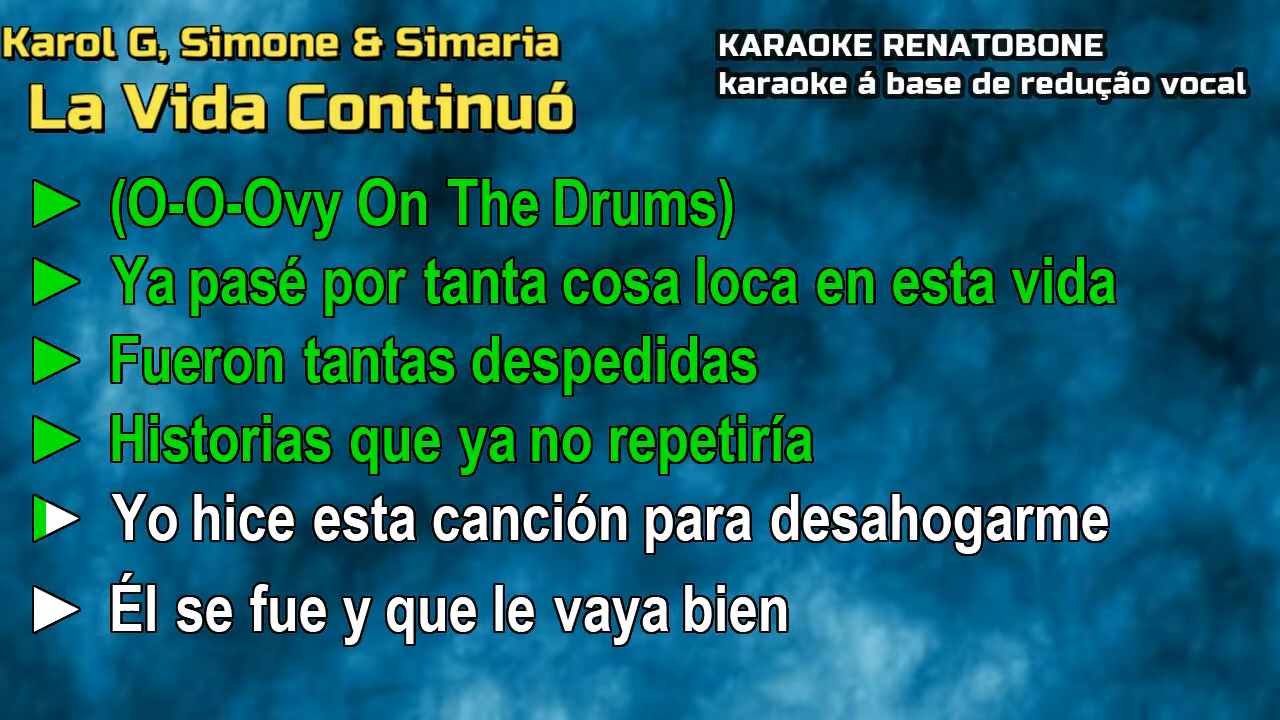 Karol G, Simone & Simaria
La Vida Continuó
KARAOKE RENATOBONE
karaoke á base de redução vocal
(O-O-Ovy On The Drums)
Ya pasé por tanta cosa loca en esta vida
Fueron tantas despedidas
Historias que ya no repetiría
Yo hice esta canción para desahogarme
Él se fue y que le vaya bien